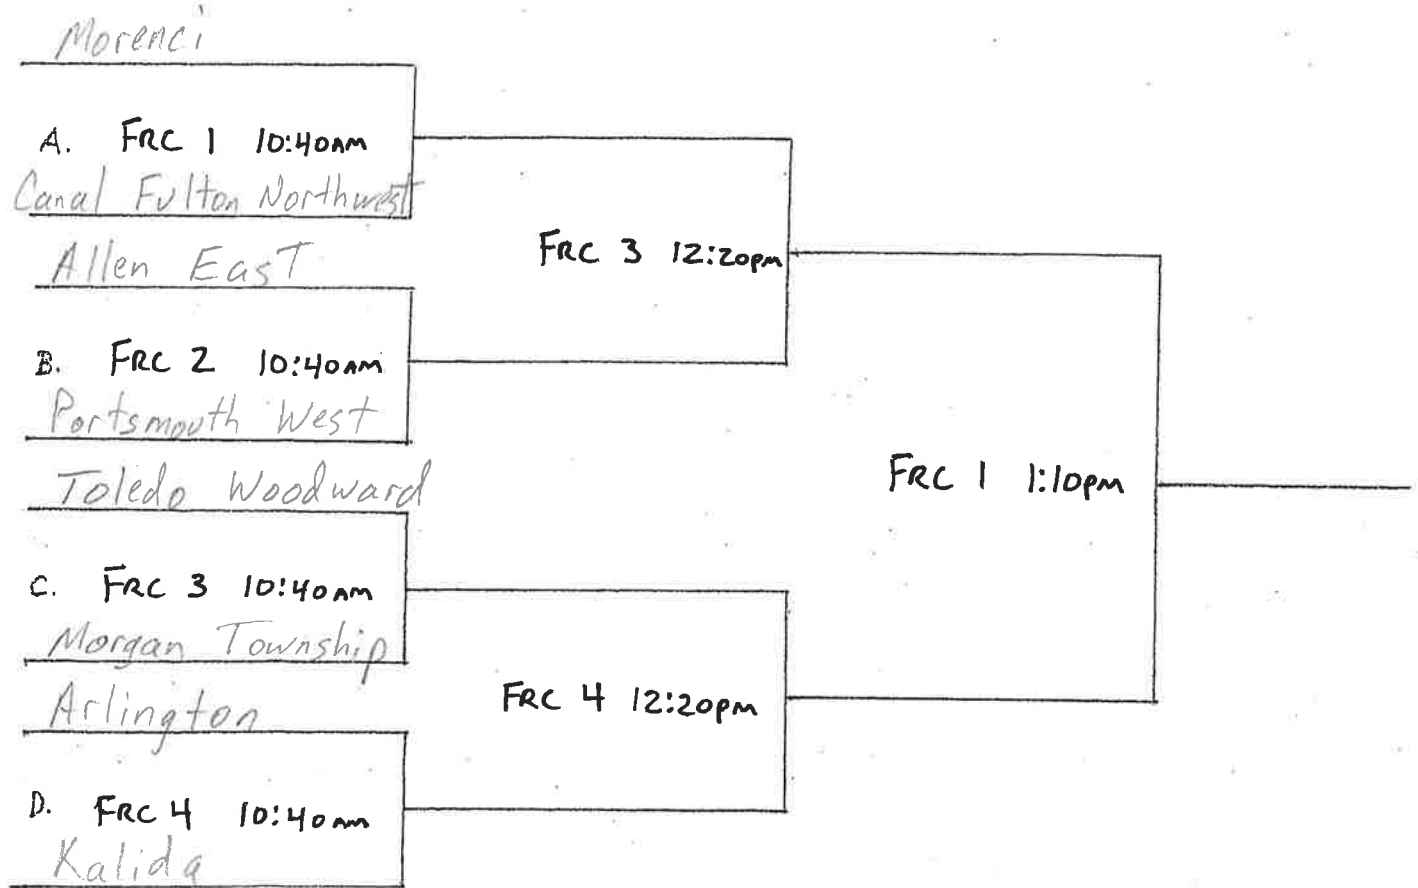 Morenci
A. FRC 1 10:40AM
Canal Fulton Northwest
Allen East
FRC 3 12:20pm
B. FRC 2 10:40AM
Portsmouth West
Toledo Woodward
FRC 1 1:10pm
C. FRC 3 10:40AM
Morgan Township
Arlington
FRC 4 12:20pm
D. FRC 4 10:40AM
Kalida